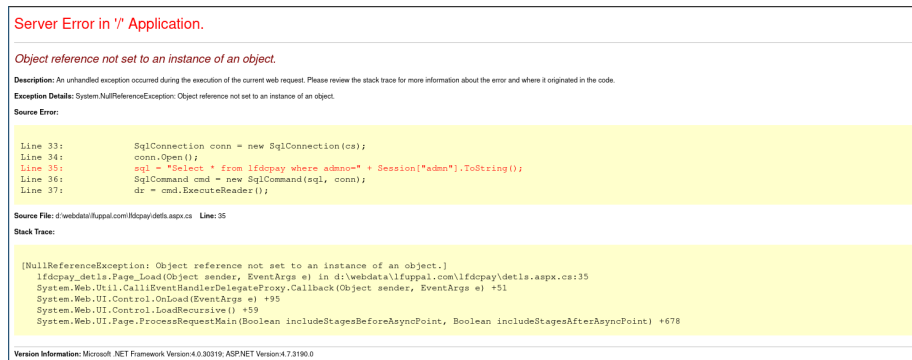 Server Error in '/' Application.
Object reference not set to an instance of an object.
Description: An unhandled exception occurred during the execution of the current web request. Please review the stack trace for more information about the error and where it originated in the code.
Exception Details: System.NullReferenceException: Object reference not set to an instance of an object.
Source Error:
Line 33:            SqlConnection conn = new SqlConnection(cs);
Line 34:            conn.Open();
Line 35:            sql = "Select * from lfdcpay where admno=" + Session["admn"].ToString();
Line 36:            SqlCommand cmd = new SqlCommand(sql, conn);
Line 37:            dr = cmd.ExecuteReader();
Source File: d:\webdata\lfuppal.com\lfdcpay\detls.aspx.cs    Line: 35
Stack Trace:
[NullReferenceException: Object reference not set to an instance of an object.]
lfdcpay_detls.Page_Load(Object sender, EventArgs e) in d:\webdata\lfuppal.com\lfdcpay\detls.aspx.cs:35
System.Web.Util.CalliEventHandlerDelegateProxy.Callback(Object sender, EventArgs e) +51
System.Web.UI.Control.OnLoad(EventArgs e) +95
System.Web.UI.Control.LoadRecursive() +59
System.Web.UI.Page.ProcessRequestMain(Boolean includeStagesBeforeAsyncPoint, Boolean includeStagesAfterAsyncPoint) +678
Version Information: Microsoft .NET Framework Version:4.0.30319; ASP.NET Version:4.7.3190.0